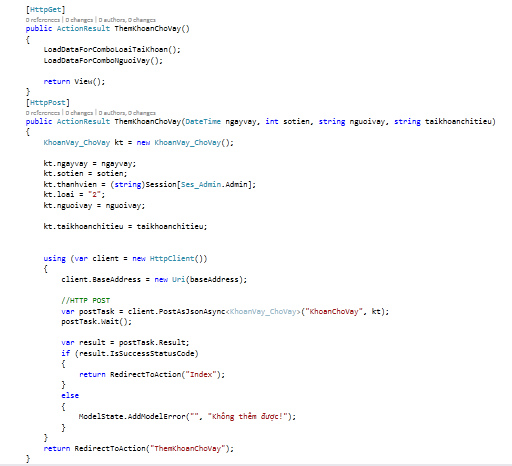 [HttpGet]
0 references | 0 changes | 0 authors, 0 changes
public ActionResult ThemKhoanChoVay()
{
LoadDataForComboLoaiTaiKhoan();
LoadDataForComboNguoiVay();
return View();
}
[HttpPost]
0 references | 0 changes | 0 authors, 0 changes
public ActionResult ThemKhoanChoVay(DateTime ngayvay, int sotien, string nguoivay, string taikhoanchitieu)
{
KhoanVay_ChoVay kt = new KhoanVay_ChoVay();
kt.ngayvay = ngayvay;
kt.sotien = sotien;
kt.thanhvien = (string)Session[Ses_Admin.Admin];
kt.loai = "2";
kt.nguoivay = nguoivay;
kt.taikhoanchitieu = taikhoanchitieu;
using (var client = new HttpClient())
{
client.BaseAddress = new Uri(baseAddress);
//HTTP POST
var postTask = client.PostAsJsonAsync<KhoanVay_ChoVay>("KhoanChoVay", kt);
postTask.Wait();
var result = postTask.Result;
if (result.IsSuccessStatusCode)
{
return RedirectToAction("Index");
}
else
{
ModelState.AddModelError("", "Không thêm được!");
}
}
return RedirectToAction("ThemKhoanChoVay");
}